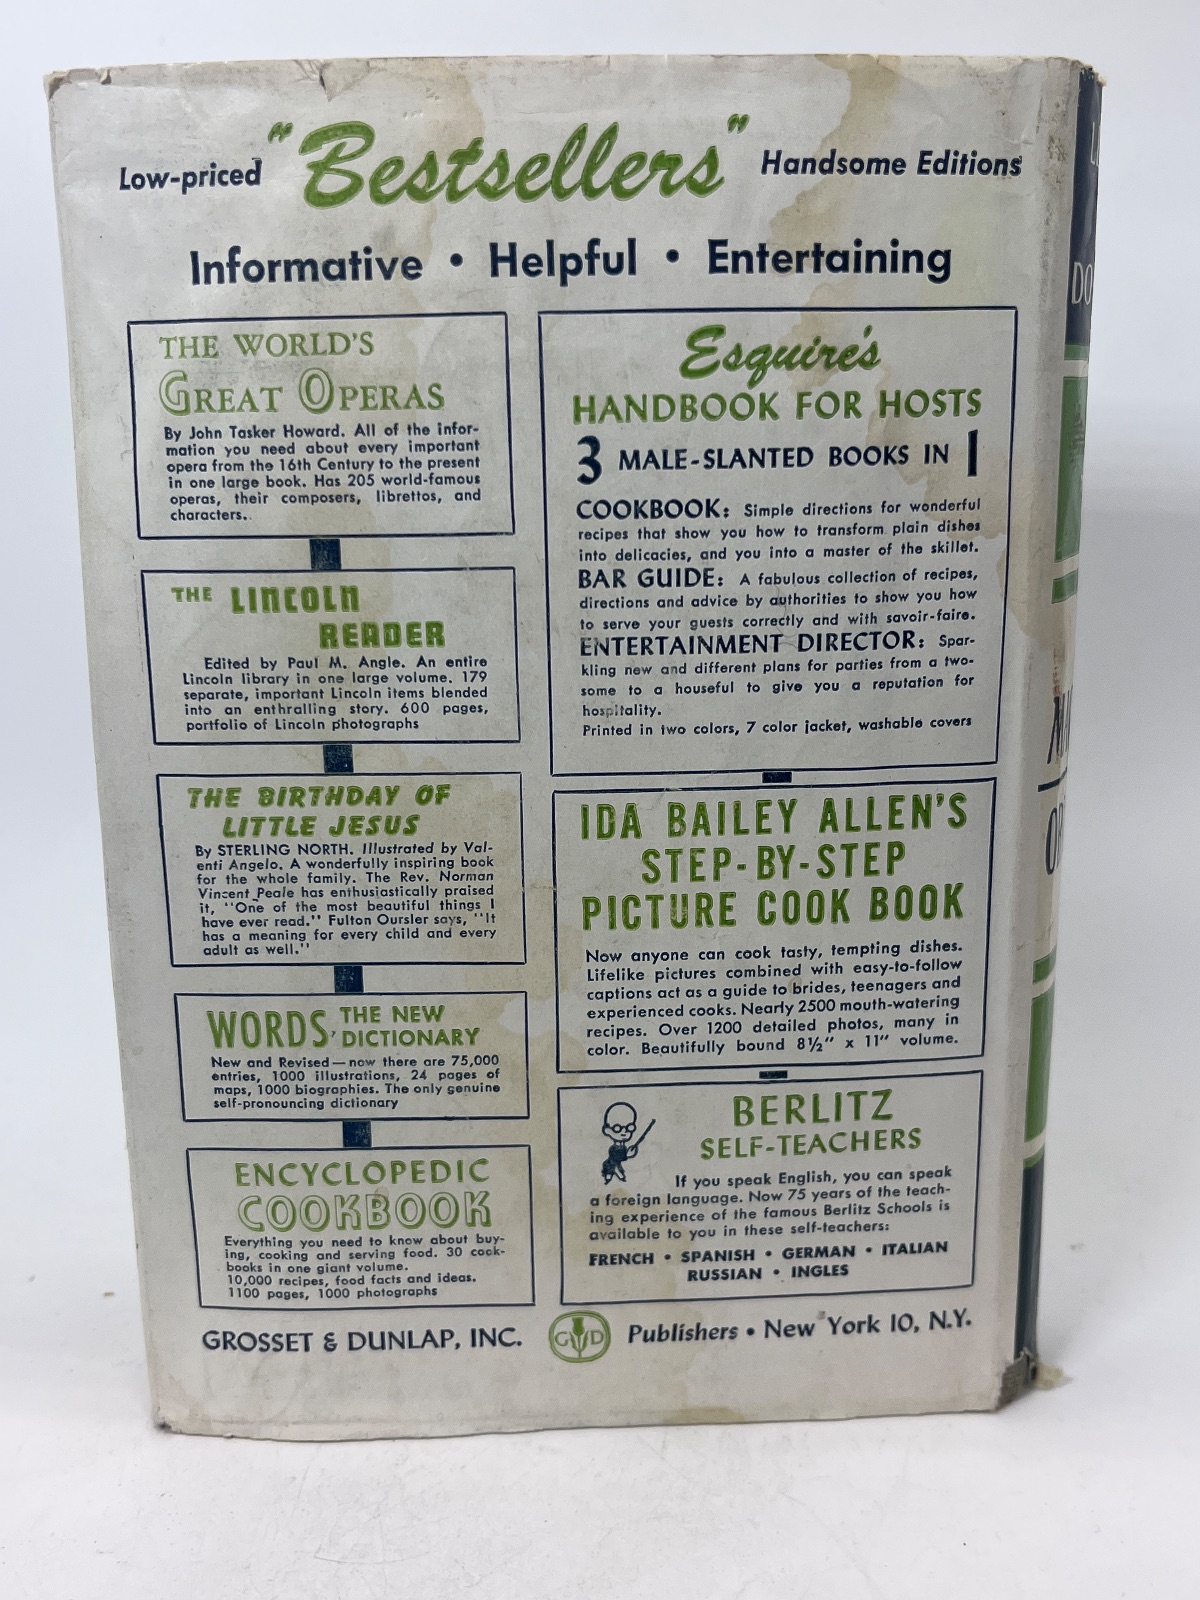 Low-priced "Bestsellers" Handsome Editions
Informative • Helpful • Entertaining
THE WORLD'S
GREAT OPERAS
By John Tasker Howard. All of the infor-
mation you need about every important
opera from the 16th Century to the present
in one large book. Has 205 world-famous
operas, their composers, librettos, and
characters.
THE LINCOLN
READER
Edited by Paul M. Angle. An entire
Lincoln library in one large volume. 179
separate, important Lincoln items blended
into an enthralling story. 600 pages,
portfolio of Lincoln photographs
THE BIRTHDAY OF
LITTLE JESUS
By STERLING NORTH. Illustrated by Val-
enti Angelo. A wonderfully inspiring book
for the whole family. The Rev. Norman
Vincent Peale has enthusiastically praised
it, "One of the most beautiful things I
have ever read." Fulton Oursler says, "It
has a meaning for every child and every
adult as well."
WORDS, THE NEW
DICTIONARY
New and Revised—now there are 75,000
entries, 1000 illustrations, 24 pages of
maps, 1000 biographies. The only genuine
self-pronouncing dictionary
ENCYCLOPEDIC
COOKBOOK
Everything you need to know about buy-
ing, cooking and serving food. 30 cook-
books in one giant volume.
10,000 recipes, food facts and ideas.
1100 pages, 1000 photographs
Esquire's
HANDBOOK FOR HOSTS
3 MALE-SLANTED BOOKS IN 1
COOKBOOK: Simple directions for wonderful
recipes that show you how to transform plain dishes
into delicacies, and you into a master of the skillet.
BAR GUIDE: A fabulous collection of recipes,
directions and advice by authorities to show you how
to serve your guests correctly and with savoir-faire.
ENTERTAINMENT DIRECTOR: Spar-
kling new and different plans for parties from a two-
some to a houseful to give you a reputation for
hospitality.
Printed in two colors, 7 color jacket, washable covers
IDA BAILEY ALLEN'S
STEP-BY-STEP
PICTURE COOK BOOK
Now anyone can cook tasty, tempting dishes.
Lifelike pictures combined with easy-to-follow
captions act as a guide to brides, teenagers and
experienced cooks. Nearly 2500 mouth-watering
recipes. Over 1200 detailed photos, many in
color. Beautifully bound 8½" x 11" volume.
BERLITZ
SELF-TEACHERS
If you speak English, you can speak
a foreign language. Now 75 years of the teach-
ing experience of the famous Berlitz Schools is
available to you in these self-teachers:
FRENCH • SPANISH • GERMAN • ITALIAN
RUSSIAN • INGLES
GROSSET & DUNLAP, INC. G D Publishers • New York 10, N.Y.
DO